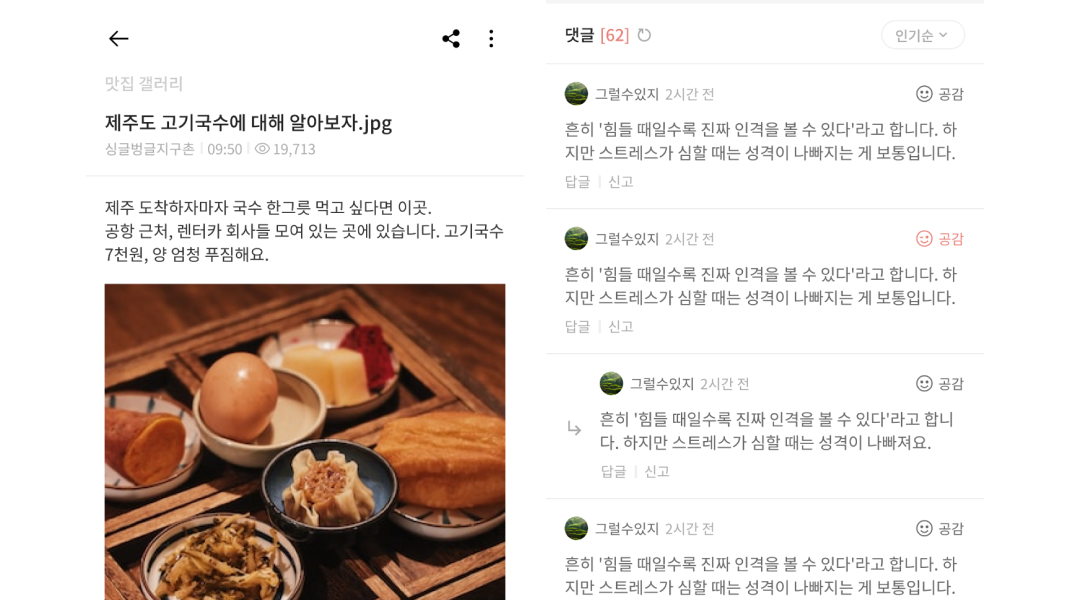 맛집 갤러리
제주도 고기국수에 대해 알아보자.jpg
싱글벙글지구촌 | 09:50 | 19,713
제주 도착하자마자 국수 한그릇 먹고 싶다면 이곳.
공항 근처, 렌터카 회사들 모여 있는 곳에 있습니다. 고기국수
7천원, 양 엄청 푸짐해요.
댓글 [62]
인기순
그럴수있지 2시간 전
공감
흔히 '힘들 때일수록 진짜 인격을 볼 수 있다'라고 합니다. 하
지만 스트레스가 심할 때는 성격이 나빠지는 게 보통입니다.
답글 | 신고
그럴수있지 2시간 전
공감
흔히 '힘들 때일수록 진짜 인격을 볼 수 있다'라고 합니다. 하
지만 스트레스가 심할 때는 성격이 나빠지는 게 보통입니다.
답글 | 신고
그럴수있지 2시간 전
공감
흔히 '힘들 때일수록 진짜 인격을 볼 수 있다'라고 합니
다. 하지만 스트레스가 심할 때는 성격이 나빠져요.
답글 | 신고
그럴수있지 2시간 전
공감
흔히 '힘들 때일수록 진짜 인격을 볼 수 있다'라고 합니다. 하
지만 스트레스가 심할 때는 성격이 나빠지는 게 보통입니다.